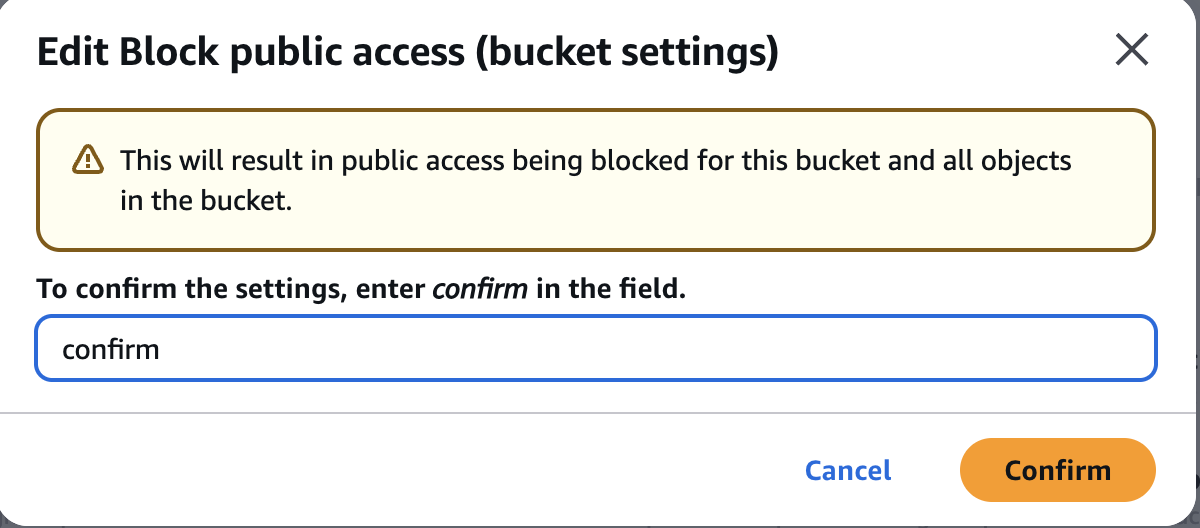 Edit Block public access (bucket settings)
This will result in public access being blocked for this bucket and all objects
in the bucket.
To confirm the settings, enter confirm in the field.
confirm
Cancel
Confirm